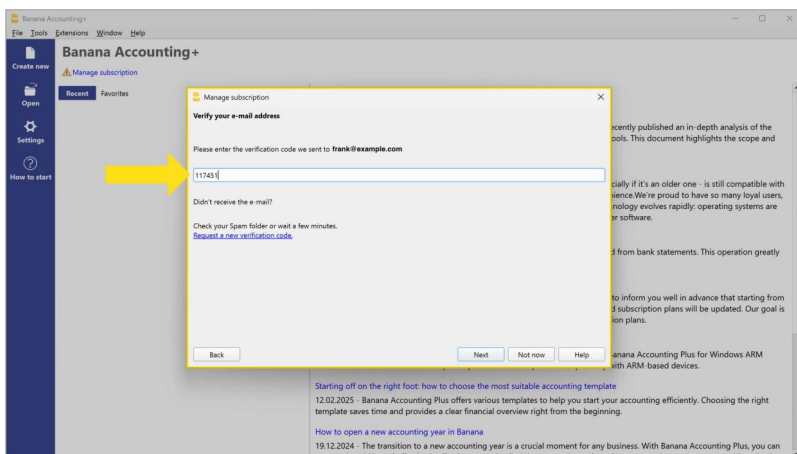 Banana Accounting+
File Tools Extensions Window Help
Create new
Open
Settings
How to start
Banana Accounting+
Manage subscription
Recent Favorites
Manage subscription
Verify your e-mail address
Please enter the verification code we sent to frank@example.com
117451
Didn't receive the e-mail?
Check your Spam folder or wait a few minutes.
Request a new verification code.
Back Next Not now Help
ecently published an in-depth analysis of the
ools. This document highlights the scope and
cially if it's an older one - is still compatible with
ience.We're proud to have so many loyal users,
nology evolves rapidly: operating systems are
er software.
d from bank statements. This operation greatly
to inform you well in advance that starting from
d subscription plans will be updated. Our goal is
ion plans.
anana Accounting Plus for Windows ARM
with ARM-based devices.
Starting off on the right foot: how to choose the most suitable accounting template
12.02.2025 - Banana Accounting Plus offers various templates to help you start your accounting efficiently. Choosing the right
template saves time and provides a clear financial overview right from the beginning.
How to open a new accounting year in Banana
19.12.2024 - The transition to a new accounting year is a crucial moment for any business. With Banana Accounting Plus, you can